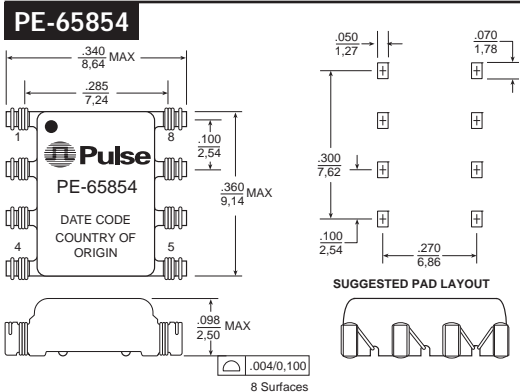 PE-65854
.340
8,64
MAX
.285
7,24
1
8
Pulse
PE-65854
DATE CODE
COUNTRY OF
ORIGIN
4
5
.100
2,54
.360
9,14
MAX
.050
1,27
.070
1,78
.300
7,62
.100
2,54
.270
6,86
SUGGESTED PAD LAYOUT
.098
2,50
MAX
.004/0,100
8 Surfaces